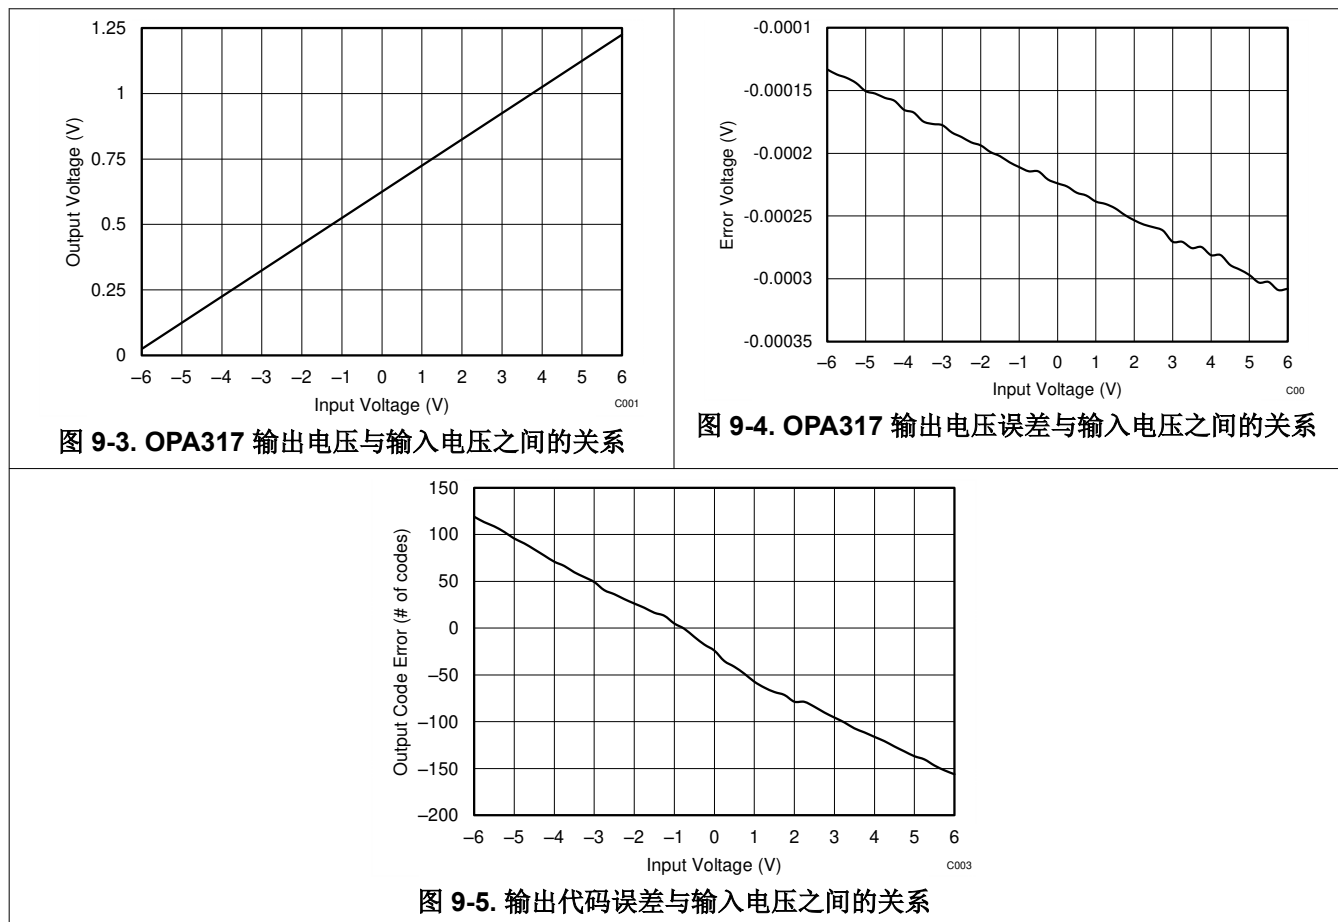 1.25
1
0.75
0.5
0.25
0
Output Voltage (V)
–6 –5 –4 –3 –2 –1 0 1 2 3 4 5 6
Input Voltage (V)
C001
图 9-3. OPA317 输出电压与输入电压之间的关系
-0.0001
-0.00015
-0.0002
-0.00025
-0.0003
-0.00035
Error Voltage (V)
–6 –5 –4 –3 –2 –1 0 1 2 3 4 5 6
Input Voltage (V)
C00
图 9-4. OPA317 输出电压误差与输入电压之间的关系
150
100
50
0
–50
–100
–150
–200
Output Code Error (# of codes)
–6 –5 –4 –3 –2 –1 0 1 2 3 4 5 6
Input Voltage (V)
C003
图 9-5. 输出代码误差与输入电压之间的关系